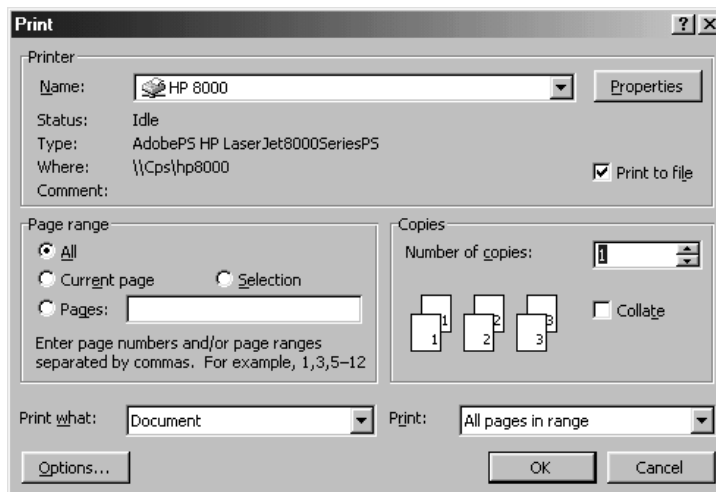 Print
Printer
Name: HP 8000 Properties
Status: Idle
Type: AdobePS HP LaserJet8000SeriesPS
Where: \\Cps\hp8000
Comment:
Print to file
Page range
All
Current page Selection
Pages:
Enter page numbers and/or page ranges
separated by commas. For example, 1,3,5–12
Copies
Number of copies: 1
1 1 2 2 3 3
Collate
Print what: Document Print: All pages in range
Options... OK Cancel